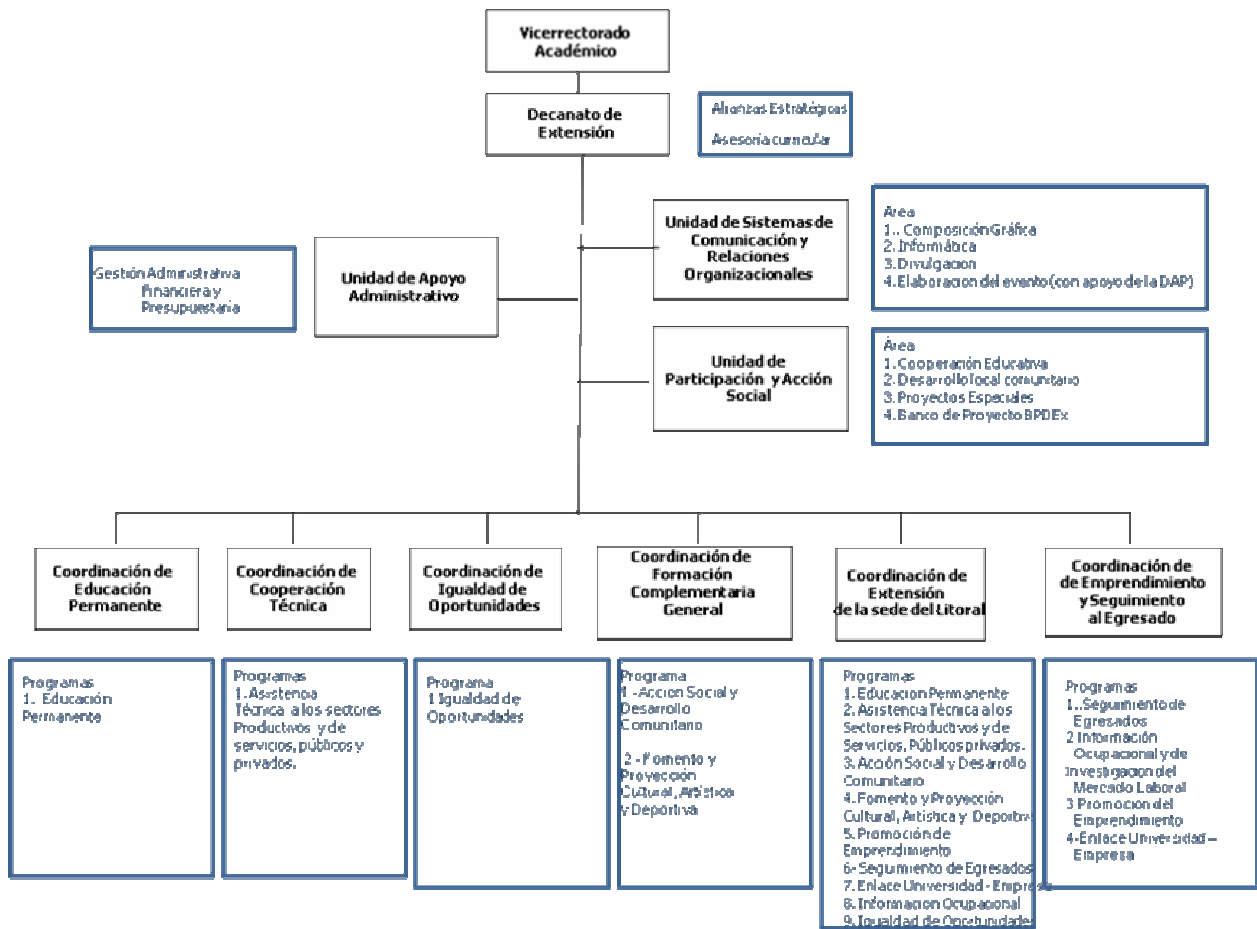 Vicerrectorado
Académico
Decanato de
Extensión
Alianzas Estratégicas
Asesoría curricular
Unidad de Sistemas de
Comunicación y
Relaciones
Organizacionales
Área
1.. Composición Gráfica
2. Informática
3. Divulgacion
4. Elaboracion del evento (con apoyo de la DAP)
Gestión Administrativa
Financiera y
Presupuestaria
Unidad de Apoyo
Administrativo
Unidad de
Participación y Acción
Social
Área
1. Cooperación Educativa
2. Desarrollo local comunitario
3. Proyectos Especiales
4. Banco de Proyecto BPDEx
Coordinación de
Educación
Permanente
Coordinación de
Cooperación
Técnica
Coordinación de
Igualdad de
Oportunidades
Coordinación de
Formación
Complementaria
General
Coordinación de
Extensión
de la sede del Litoral
Coordinación de
de Emprendimiento
y Seguimiento
al Egresado
Programas
1. Educación
Permanente
Programas
1. Asistencia
Técnica a los sectores
Productivos y de
servicios, públicos y
privados.
Programa
1 Igualdad de
Oportunidades
Programa
1 -Accion Social y
Desarrollo
Comunitario
2 - Fomento y
Proyección
Cultural, Artística
y Deportiva
Programas
1. Educacion Permanente
2. Asistencia Técnica a los
Sectores Productivos y de
Servicios, Públicos privados.
3. Acción Social y Desarrollo
Comunitario
4. Fomento y Proyección
Cultural, Artistica y Deportiv
5. Promoción de
Emprendimiento
6- Seguimiento de Egresados
7. Enlace Universidad - Empresa
8. Informacion Ocupacional
9. Igualdad de Oportunidades
Programas
1..Seguimiento de
Egresados
2 Información
Ocupacional y de
Investigacion del
Mercado Laboral
3 Promocion del
Emprendimiento
4-Enlace Universidad –
Empresa